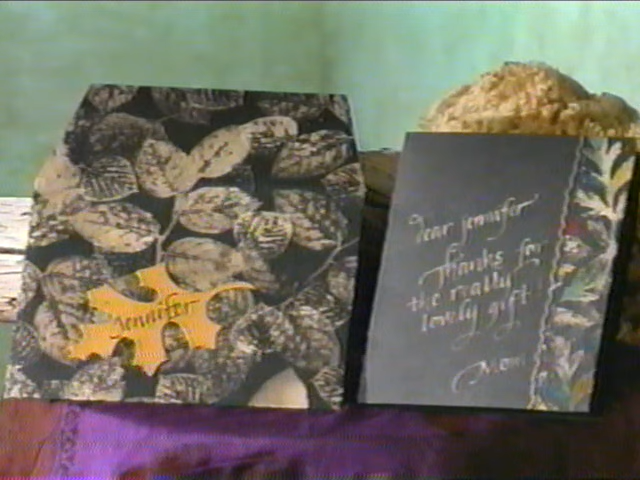 Jennifer
dear jennifer
Thanks for
the really
lovely gift
Mom